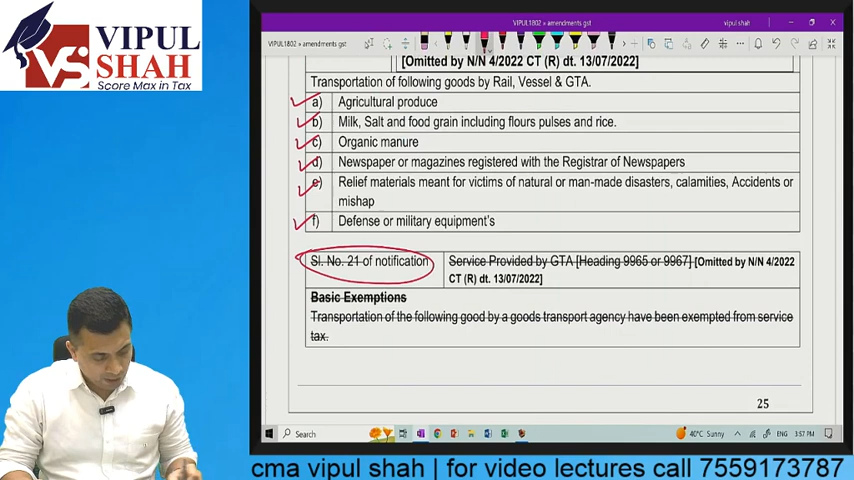 VIPUL
SHAH
VS
Score Max in Tax
VIPUL1802 » amendments gst
vipul shah
VIPUL1802 » amendments gst
[Omitted by N/N 4/2022 CT (R) dt. 13/07/2022]
Transportation of following goods by Rail, Vessel & GTA.
a) Agricultural produce
b) Milk, Salt and food grain including flours pulses and rice.
c) Organic manure
d) Newspaper or magazines registered with the Registrar of Newspapers
e) Relief materials meant for victims of natural or man-made disasters, calamities, Accidents or
mishap
f) Defense or military equipment's
Sl. No. 21 of notification Service Provided by GTA [Heading 9965 or 9967] [Omitted by N/N 4/2022
CT (R) dt. 13/07/2022]
Basic Exemptions
Transportation of the following good by a goods transport agency have been exempted from service
tax.
25
Search
40°C Sunny
ENG
3:57 PM
cma vipul shah | for video lectures call 7559173787